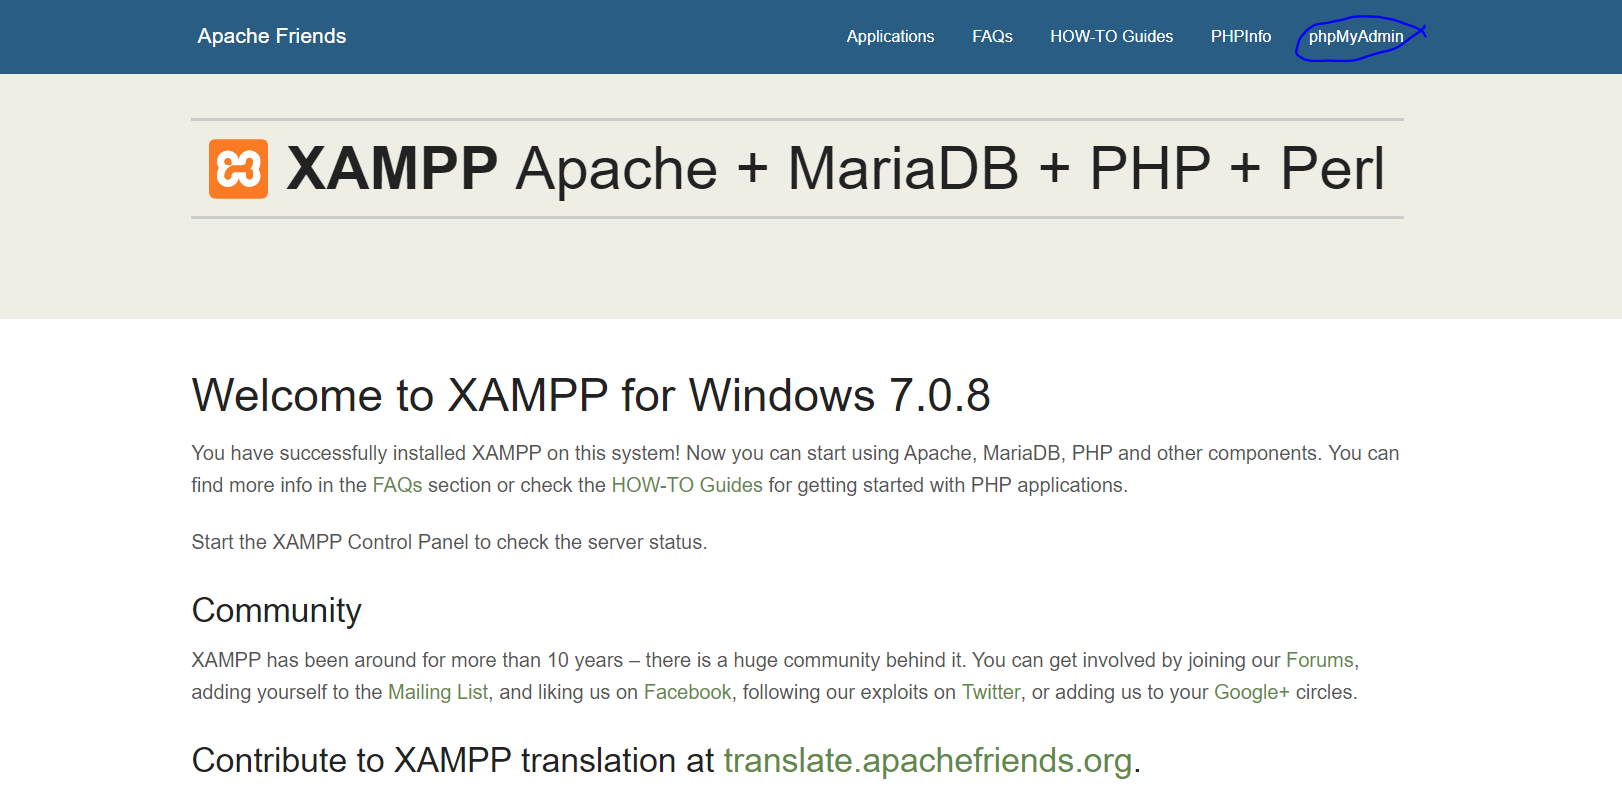 Apache Friends
Applications FAQs HOW-TO Guides PHPInfo phpMyAdmin
XAMPP Apache + MariaDB + PHP + Perl
Welcome to XAMPP for Windows 7.0.8
You have successfully installed XAMPP on this system! Now you can start using Apache, MariaDB, PHP and other components. You can
find more info in the FAQs section or check the HOW-TO Guides for getting started with PHP applications.
Start the XAMPP Control Panel to check the server status.
Community
XAMPP has been around for more than 10 years – there is a huge community behind it. You can get involved by joining our Forums,
adding yourself to the Mailing List, and liking us on Facebook, following our exploits on Twitter, or adding us to your Google+ circles.
Contribute to XAMPP translation at translate.apachefriends.org.